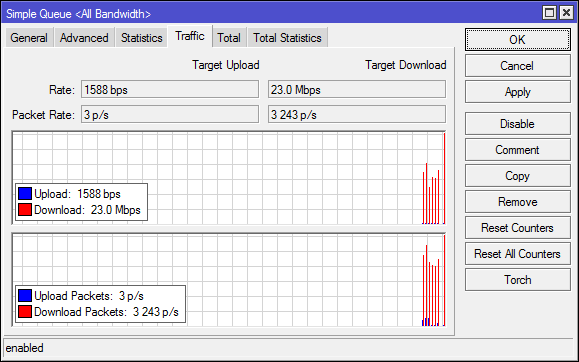 Simple Queue <All Bandwidth>
General Advanced Statistics Traffic Total Total Statistics
Target Upload Target Download
Rate: 1588 bps 23.0 Mbps
Packet Rate: 3 p/s 3 243 p/s
Upload: 1588 bps
Download: 23.0 Mbps
Upload Packets: 3 p/s
Download Packets: 3 243 p/s
OK
Cancel
Apply
Disable
Comment
Copy
Remove
Reset Counters
Reset All Counters
Torch
enabled